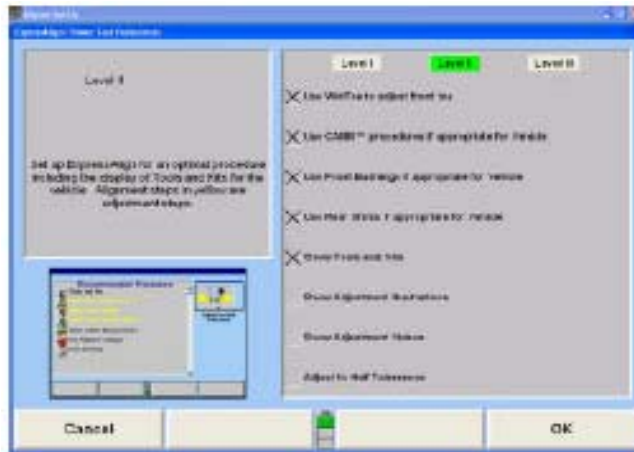 Level II
Set up ExpressAlign for an optimal procedure
including the display of Tools and Kits for the
vehicle. Alignment steps in yellow are
adjustment steps.
Level I
Level II
Level III
Use WinToe to adjust front toe
Use CAMM™ procedures if appropriate for Vehicle
Use Front Bushings if appropriate for Vehicle
Use Rear Shims if appropriate for Vehicle
Show Tools and Kits
Show Adjustment Illustrations
Show Adjustment Videos
Adjust to Half Tolerances
Recommended Procedure
Cancel
OK